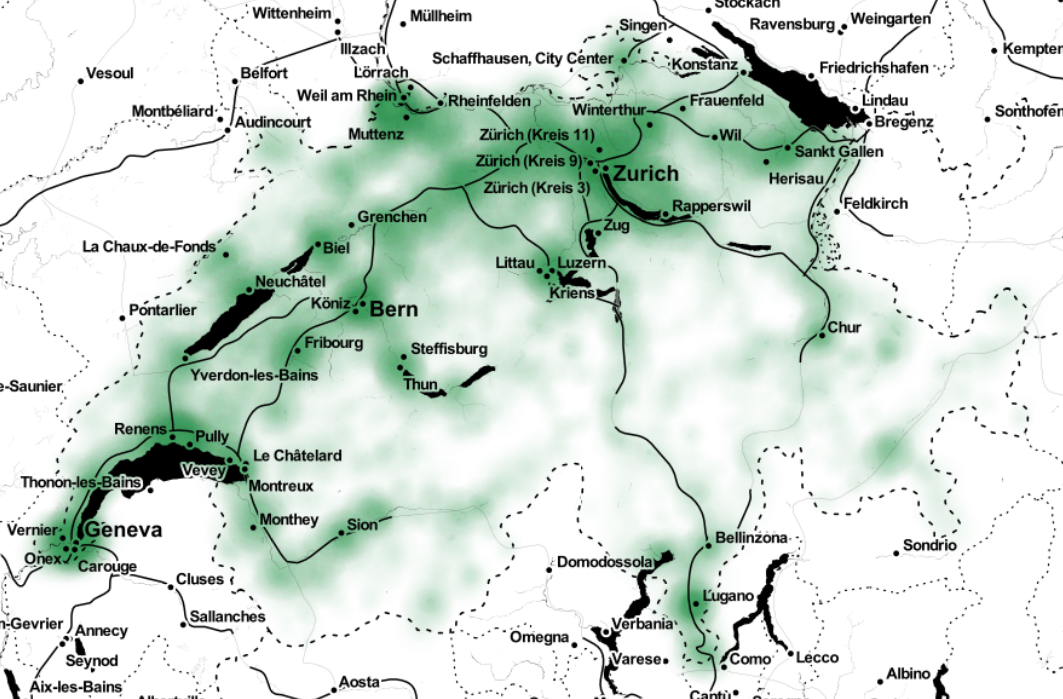 Stockach
Wittenheim
Müllheim
Ravensburg
Weingarten
Singen
Illzach
Kempten
Schaffhausen, City Center
Konstanz
Friedrichshafen
Vesoul
Belfort
Lörrach
Weil am Rhein
Rheinfelden
Frauenfeld
Lindau
Winterthur
Montbéliard
Audincourt
Bregenz
Sonthofen
Muttenz
Zürich (Kreis 11)
Wil
Sankt Gallen
Zürich (Kreis 9)
Zurich
Herisau
Zürich (Kreis 3)
Rapperswil
Feldkirch
Grenchen
Zug
La Chaux-de-Fonds
Biel
Littau
Luzern
Neuchâtel
Kriens
Köniz
Bern
Pontarlier
Chur
Fribourg
Steffisburg
Yverdon-les-Bains
Thun
e-Saunier
Renens
Pully
Le Châtelard
Vevey
Thonon-les-Bains
Montreux
Monthey
Sion
Vernier
Geneva
Bellinzona
Sondrio
Onex
Carouge
Domodossola
Cluses
Lugano
Sallanches
n-Gevrier
Annecy
Verbania
Omegna
Seynod
Varese
Como
Lecco
Aix-les-Bains
Aosta
Albino
Albertville
Cantù